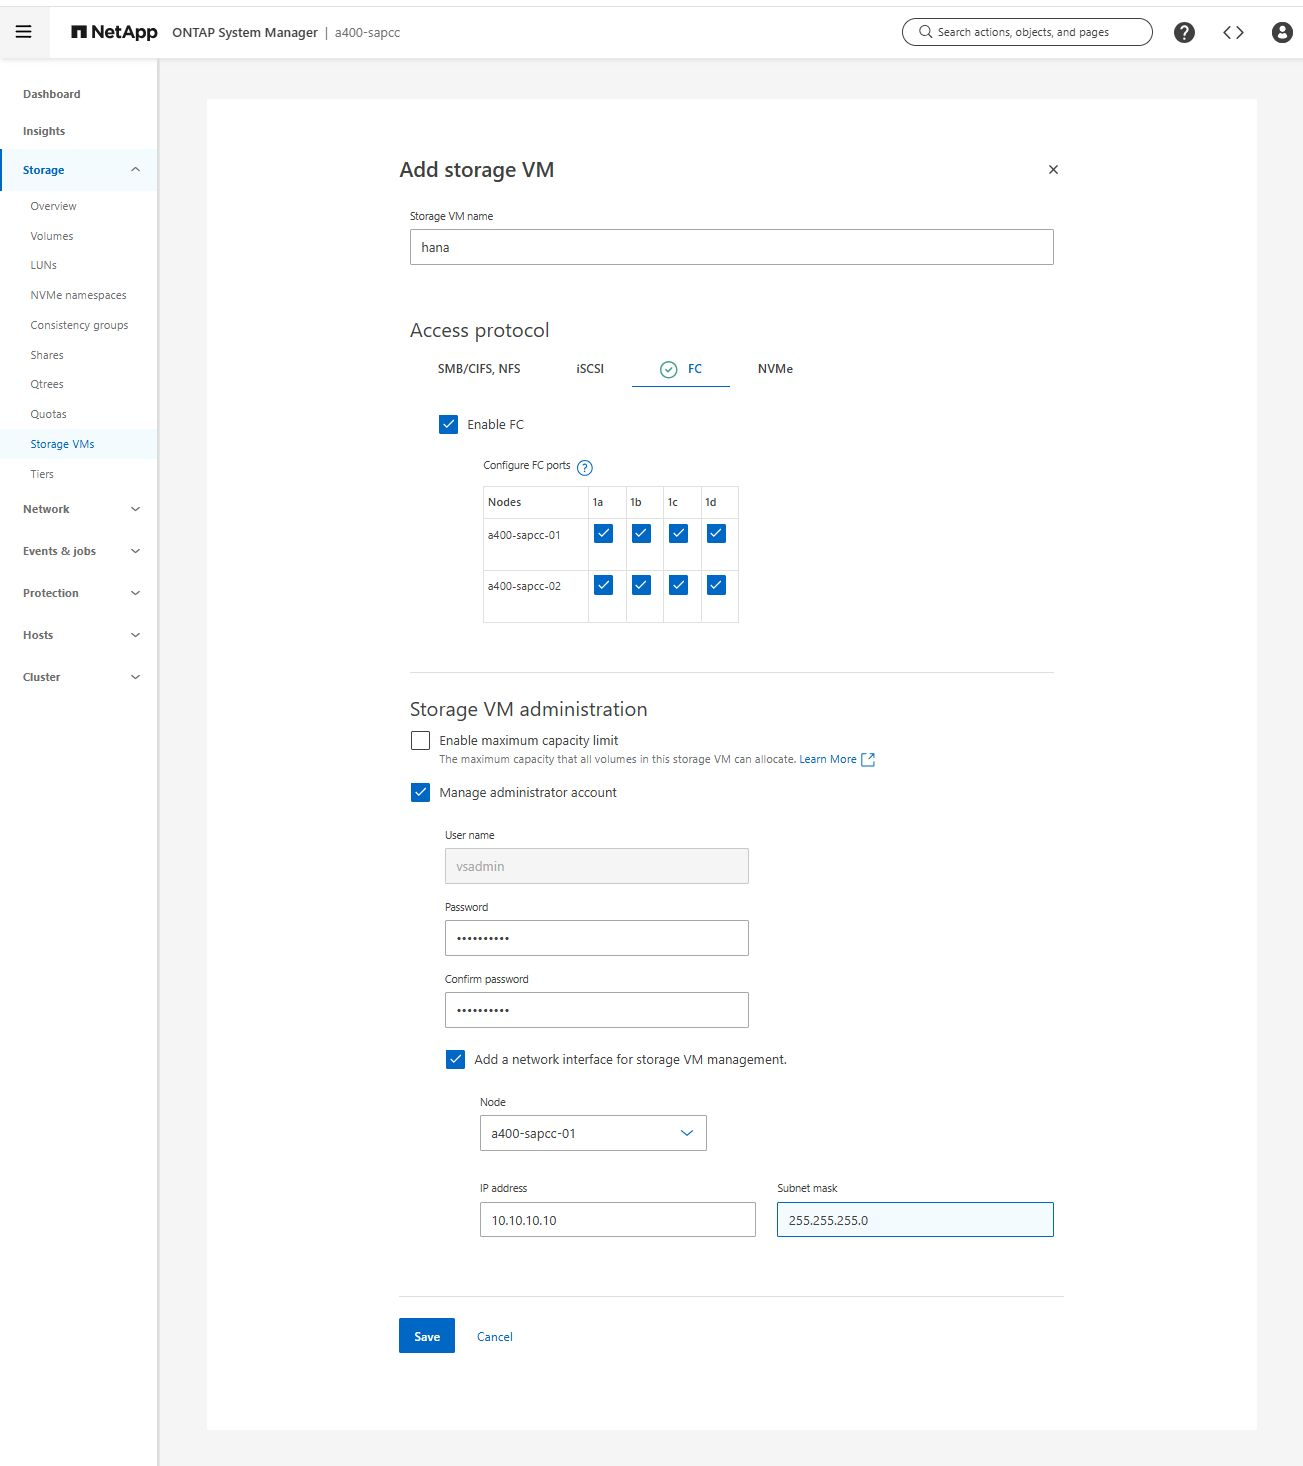 NetApp ONTAP System Manager | a400-sapcc
Search actions, objects, and pages
Dashboard
Insights
Storage
Overview
Volumes
LUNs
NVMe namespaces
Consistency groups
Shares
Qtrees
Quotas
Storage VMs
Tiers
Network
Events & jobs
Protection
Hosts
Cluster
Add storage VM
Storage VM name
hana
Access protocol
SMB/CIFS, NFS iSCSI FC NVMe
Enable FC
Configure FC ports ?
Nodes 1a 1b 1c 1d
a400-sapcc-01
a400-sapcc-02
Storage VM administration
Enable maximum capacity limit
The maximum capacity that all volumes in this storage VM can allocate. Learn More
Manage administrator account
User name
vsadmin
Password
••••••••••
Confirm password
••••••••••
Add a network interface for storage VM management.
Node
a400-sapcc-01
IP address Subnet mask
10.10.10.10 255.255.255.0
Save Cancel